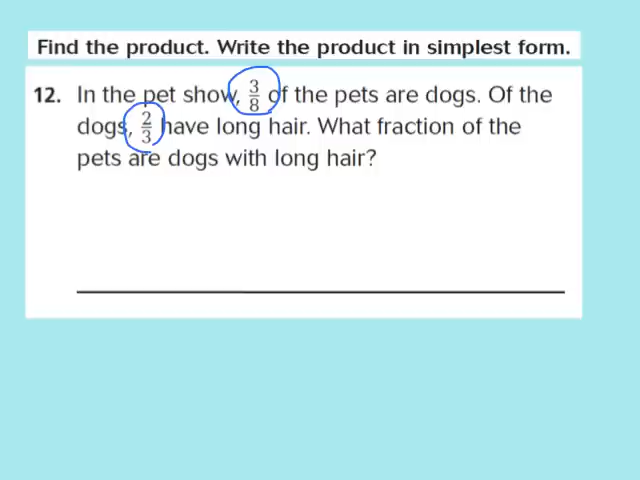 Find the product. Write the product in simplest form.
12. In the pet show, 3/8 of the pets are dogs. Of the
dogs, 2/3 have long hair. What fraction of the
pets are dogs with long hair?